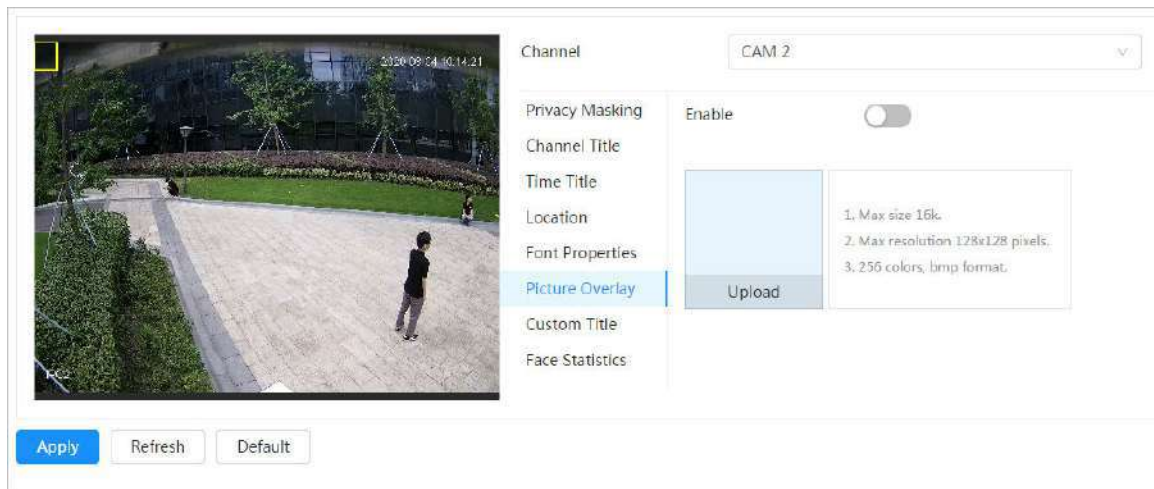 Channel
CAM 2
2020-09-04 10:14:21
Privacy Masking
Enable
Channel Title
Time Title
Location
Font Properties
Picture Overlay
Custom Title
Face Statistics
1. Max size 16k.
2. Max resolution 128x128 pixels.
3. 256 colors, bmp format.
Upload
Apply
Refresh
Default